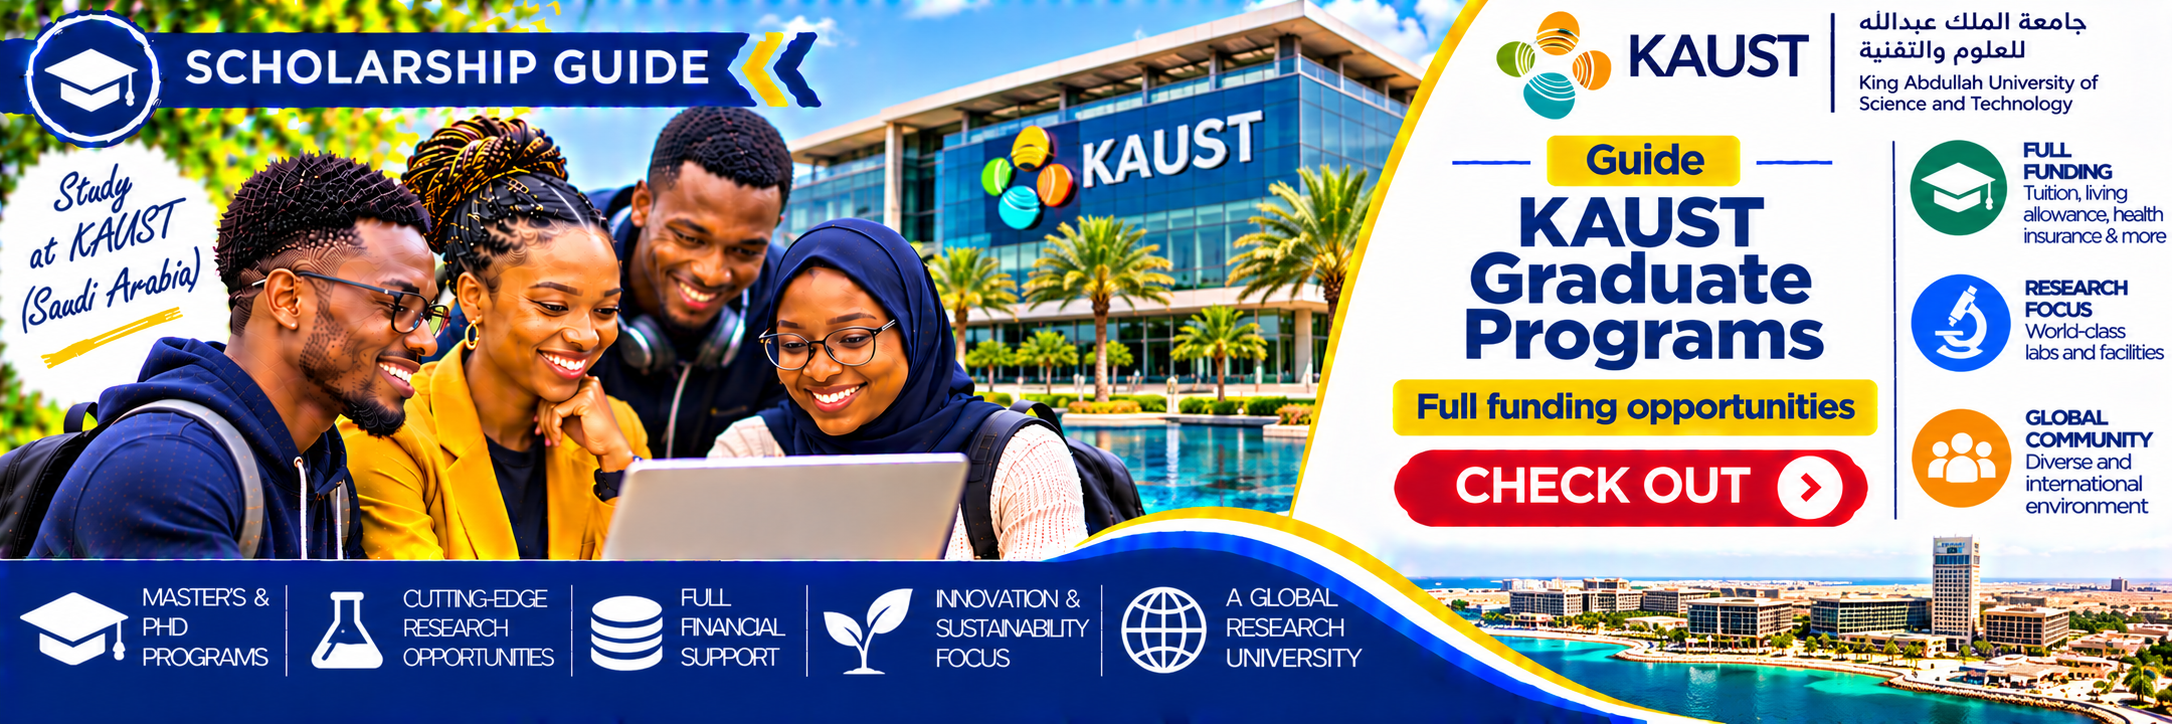 SCHOLARSHIP GUIDE
Study
at KAUST
(Saudi Arabia)
KAUST
KAUST
جامعة الملك عبدالله
للعلوم والتقنية
King Abdullah University of
Science and Technology
Guide
KAUST
Graduate
Programs
Full funding opportunities
CHECK OUT
FULL
FUNDING
Tuition, living
allowance, health
insurance & more
RESEARCH
FOCUS
World-class
labs and facilities
GLOBAL
COMMUNITY
Diverse and
international
environment
MASTER'S &
PHD
PROGRAMS
CUTTING-EDGE
RESEARCH
OPPORTUNITIES
FULL
FINANCIAL
SUPPORT
INNOVATION &
SUSTAINABILITY
FOCUS
A GLOBAL
RESEARCH
UNIVERSITY